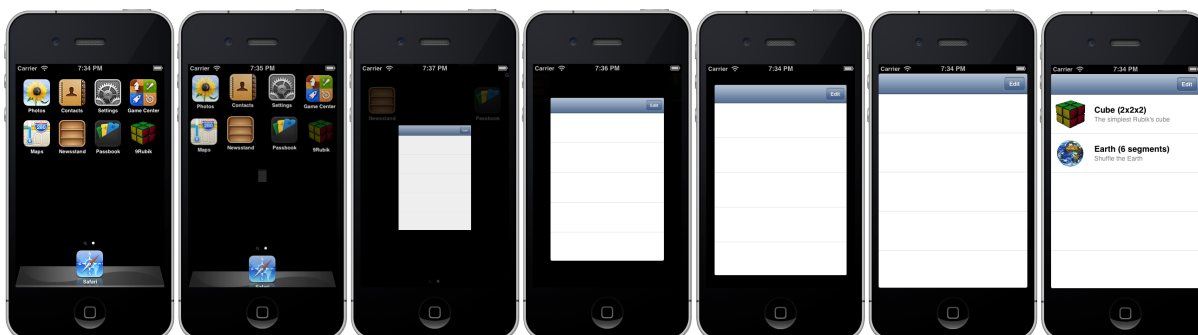 Carrier 7:34 PM
Photos Contacts Settings Game Center
Maps Newsstand Passbook 9Rubik
Safari
Carrier 7:35 PM
Photos Contacts Settings Game Center
Maps Newsstand Passbook 9Rubik
Safari
Carrier 7:37 PM
Newsstand Passbook
Carrier 7:36 PM
Edit
Carrier 7:34 PM
Edit
Carrier 7:34 PM
Edit
Carrier 7:34 PM
Edit
Cube (2x2x2)
The simplest Rubik's cube
Earth (6 segments)
Shuffle the Earth